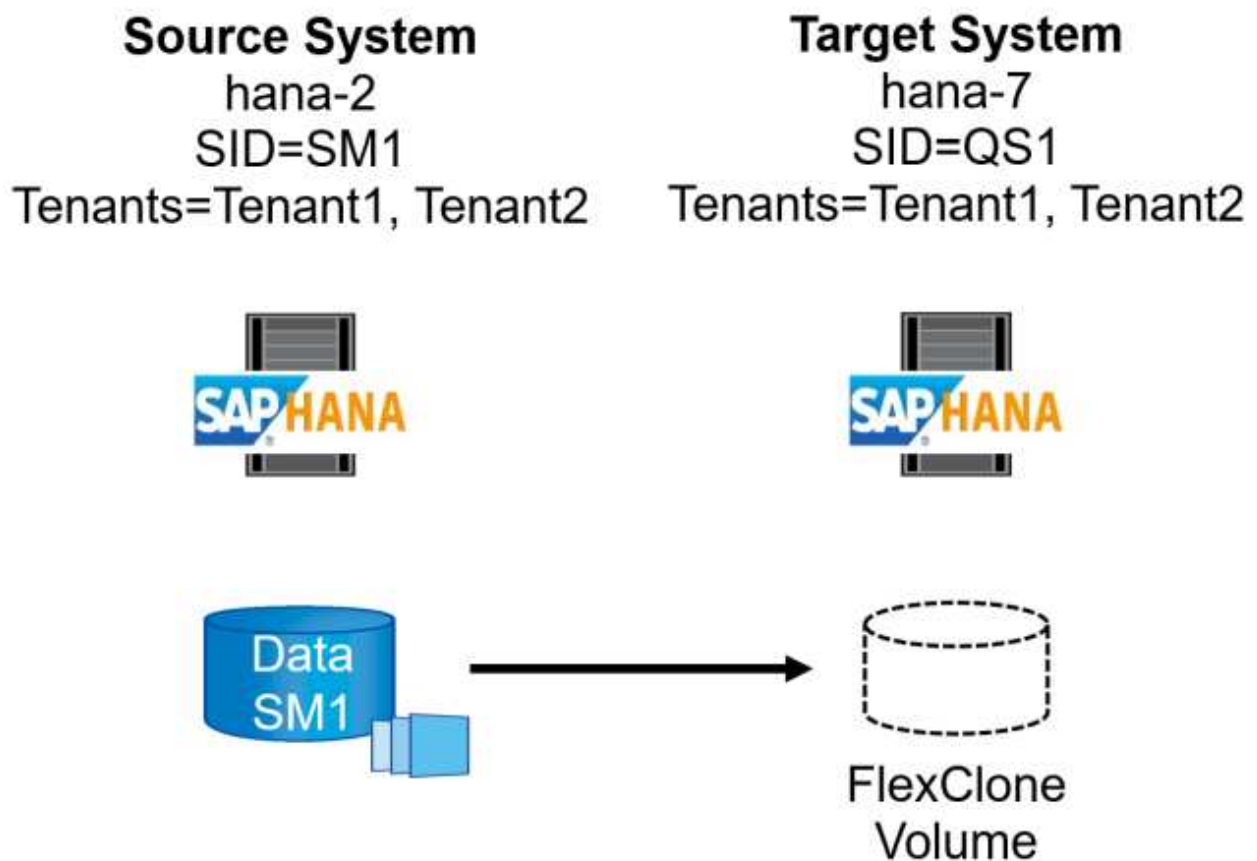 Source System
hana-2
SID=SM1
Tenants=Tenant1, Tenant2
Target System
hana-7
SID=QS1
Tenants=Tenant1, Tenant2
SAP HANA
®
SAP HANA
®
Data
SM1
FlexClone
Volume